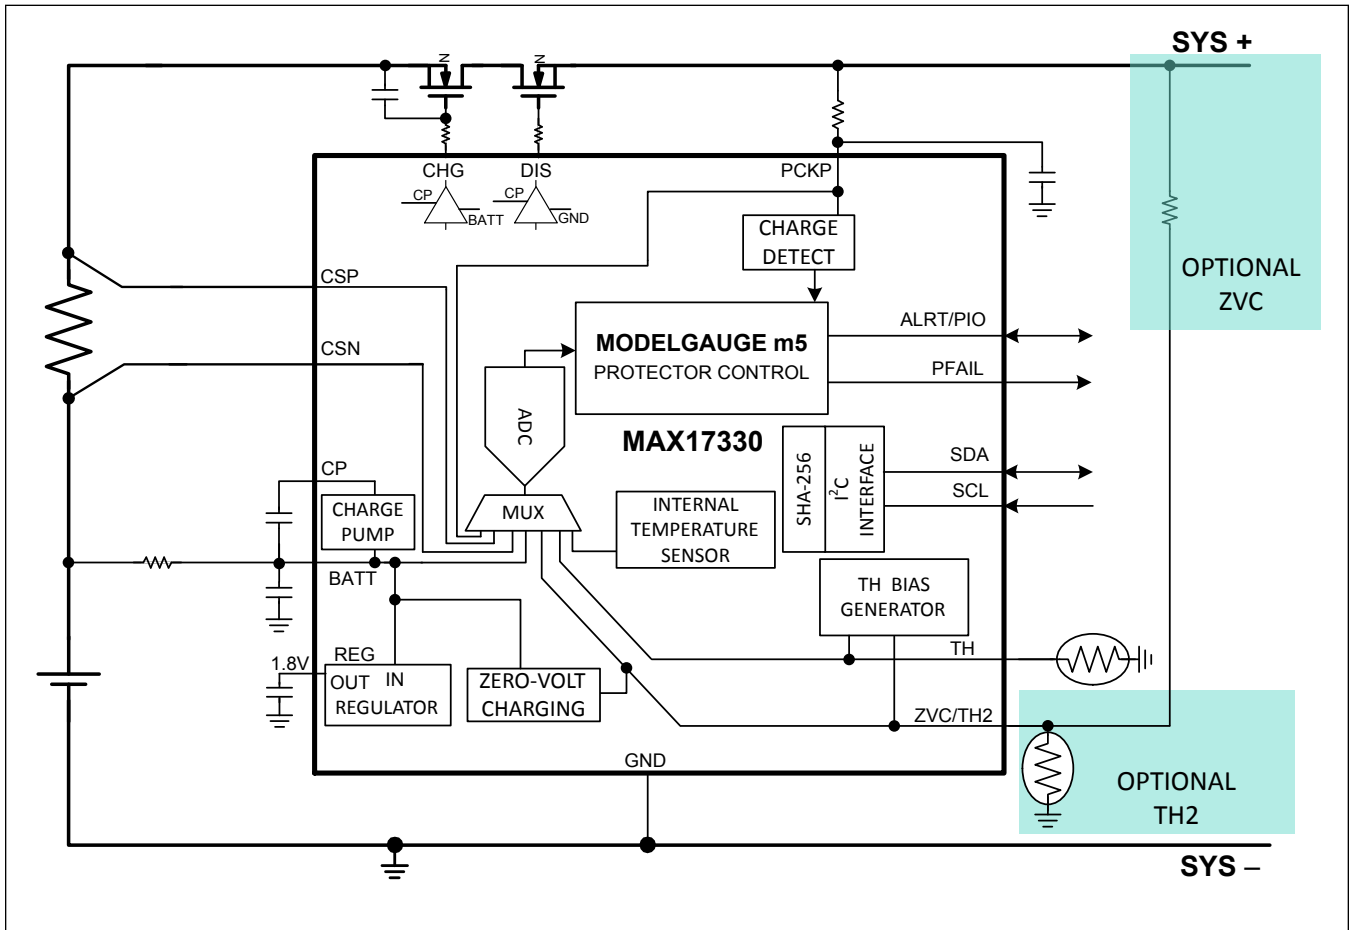 SYS +
N
N
CHG
DIS
PCKP
CP
BATT
CP
GND
CHARGE
DETECT
OPTIONAL
ZVC
CSP
ALRT/PIO
CSN
MODELGAUGE m5
PROTECTOR CONTROL
PFAIL
ADC
MAX17330
SHA-256
I²C
INTERFACE
SDA
SCL
CP
CHARGE
PUMP
MUX
INTERNAL
TEMPERATURE
SENSOR
BATT
TH BIAS
GENERATOR
TH
1.8V
REG
OUT
IN
REGULATOR
ZERO-VOLT
CHARGING
ZVC/TH2
GND
OPTIONAL
TH2
SYS –